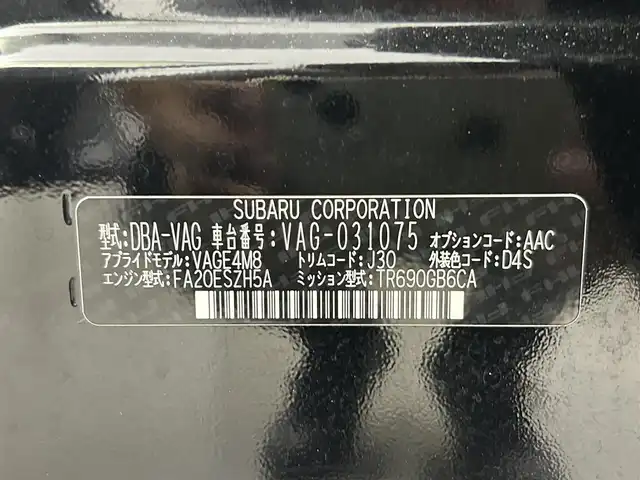 SUBARU CORPORATION
型式:DBA-VAG 車台番号:VAG-031075 オプションコード:AAC
アプライドモデル:VAGE4M8 トリムコード:J30 外装色コード:D4S
エンジン型式:FA20ESZH5A ミッション型式:TR690GB6CA